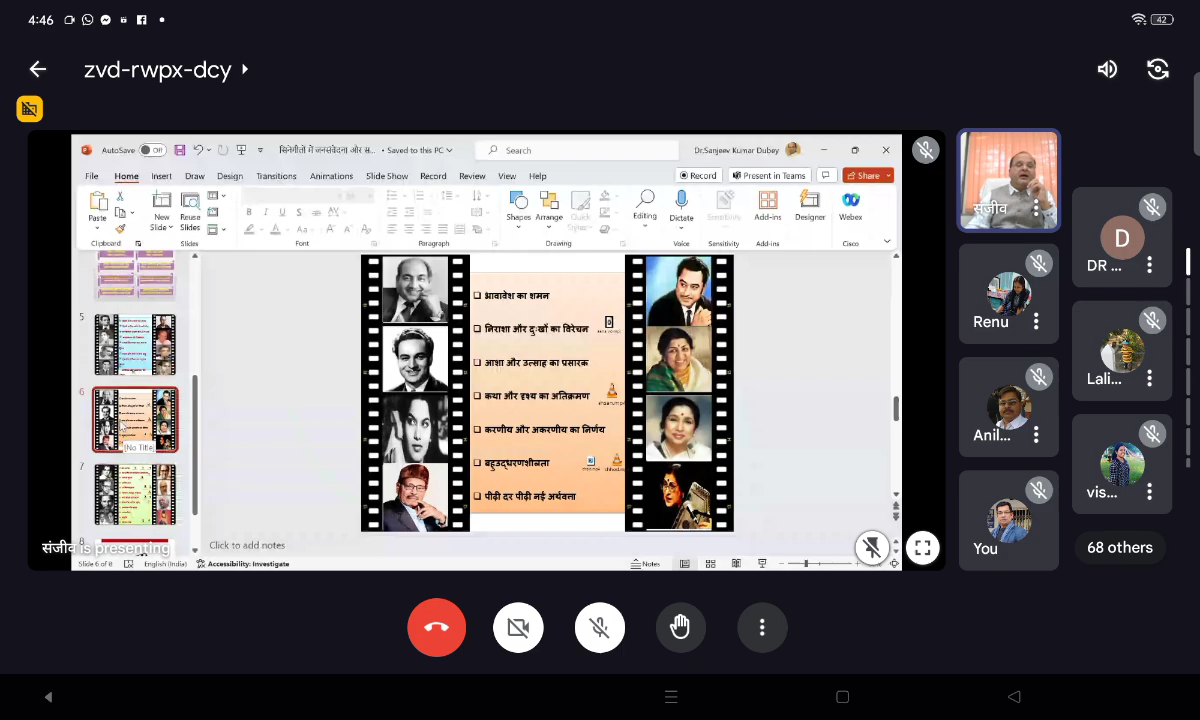 4:46
42
zvd-rwpx-dcy
AutoSave Off
सिनेगीतों में जनसंवेदना और स... • Saved to this PC
Search
Dr.Sanjeev Kumar Dubey
File Home Insert Draw Design Transitions Animations Slide Show Record Review View Help
Record Present in Teams Share
Paste
New Slide
Reuse Slides
Shapes
Arrange
Quick Styles
Editing
Dictate
Sensitivity
Add-ins
Designer
Webex
Clipboard Slides Font Paragraph Drawing Voice Sensitivity Add-ins Cisco
5
6
[No Title]
7
8
भावावेश का शमन
निराशा और दुःखों का विरेचन
आशा और उत्साह का प्रसारक
कथा और दृश्य का अतिक्रमण
करणीय और अकरणीय का निर्णय
बहुउद्धरणशीलता
पीढ़ी दर पीढ़ी नई अर्थवत्ता
Click to add notes
संजीव is presenting
Slide 6 of 8 English (India) Accessibility: Investigate
Notes
संजीव
Renu
Anil...
You
D
DR ...
Lali...
vis...
68 others